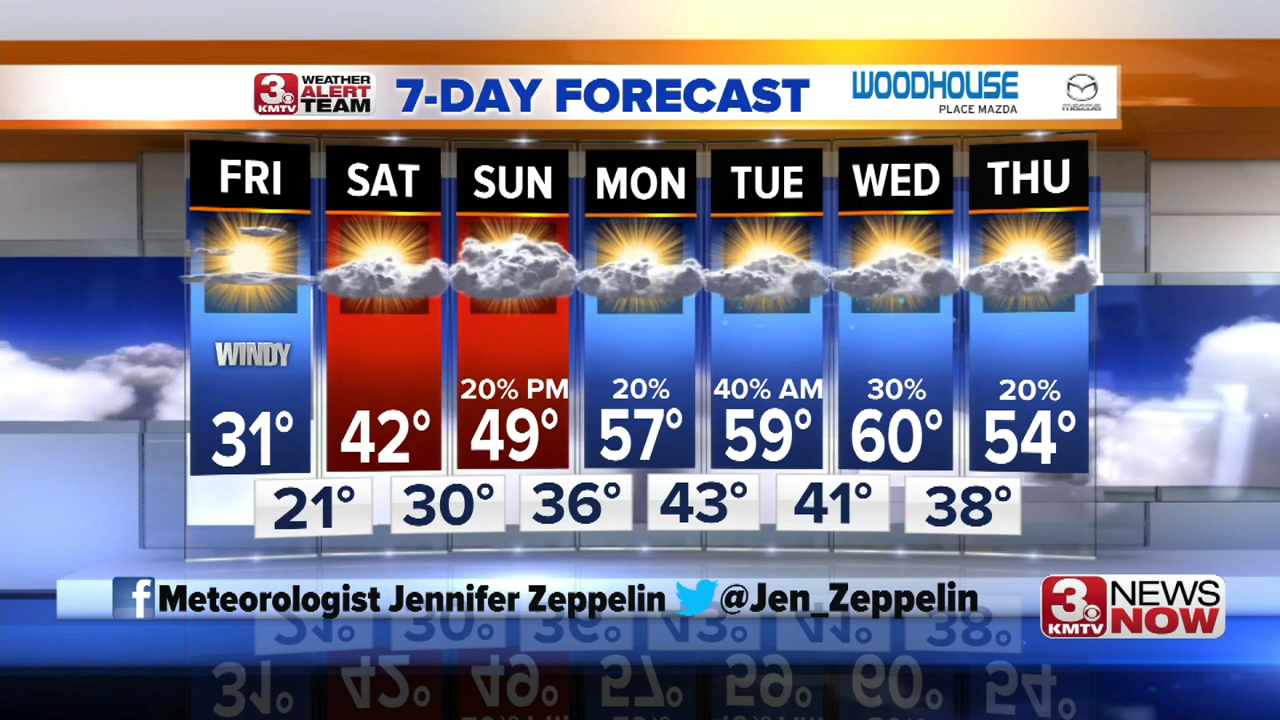 3 KMTV WEATHER ALERT TEAM 7-DAY FORECAST WOODHOUSE PLACE MAZDA mazda
FRI SAT SUN MON TUE WED THU
WINDY
20% PM 20% 40% AM 30% 20%
31° 42° 49° 57° 59° 60° 54°
21° 30° 36° 43° 41° 38°
f Meteorologist Jennifer Zeppelin @Jen_Zeppelin
3 KMTV NEWS NOW